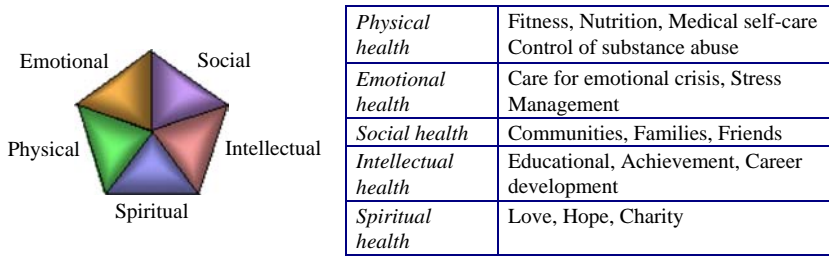 Emotional
Social
Physical
Intellectual
Spiritual
Physical
health
Fitness, Nutrition, Medical self-care
Control of substance abuse
Emotional
health
Care for emotional crisis, Stress
Management
Social health
Communities, Families, Friends
Intellectual
health
Educational, Achievement, Career
development
Spiritual
health
Love, Hope, Charity